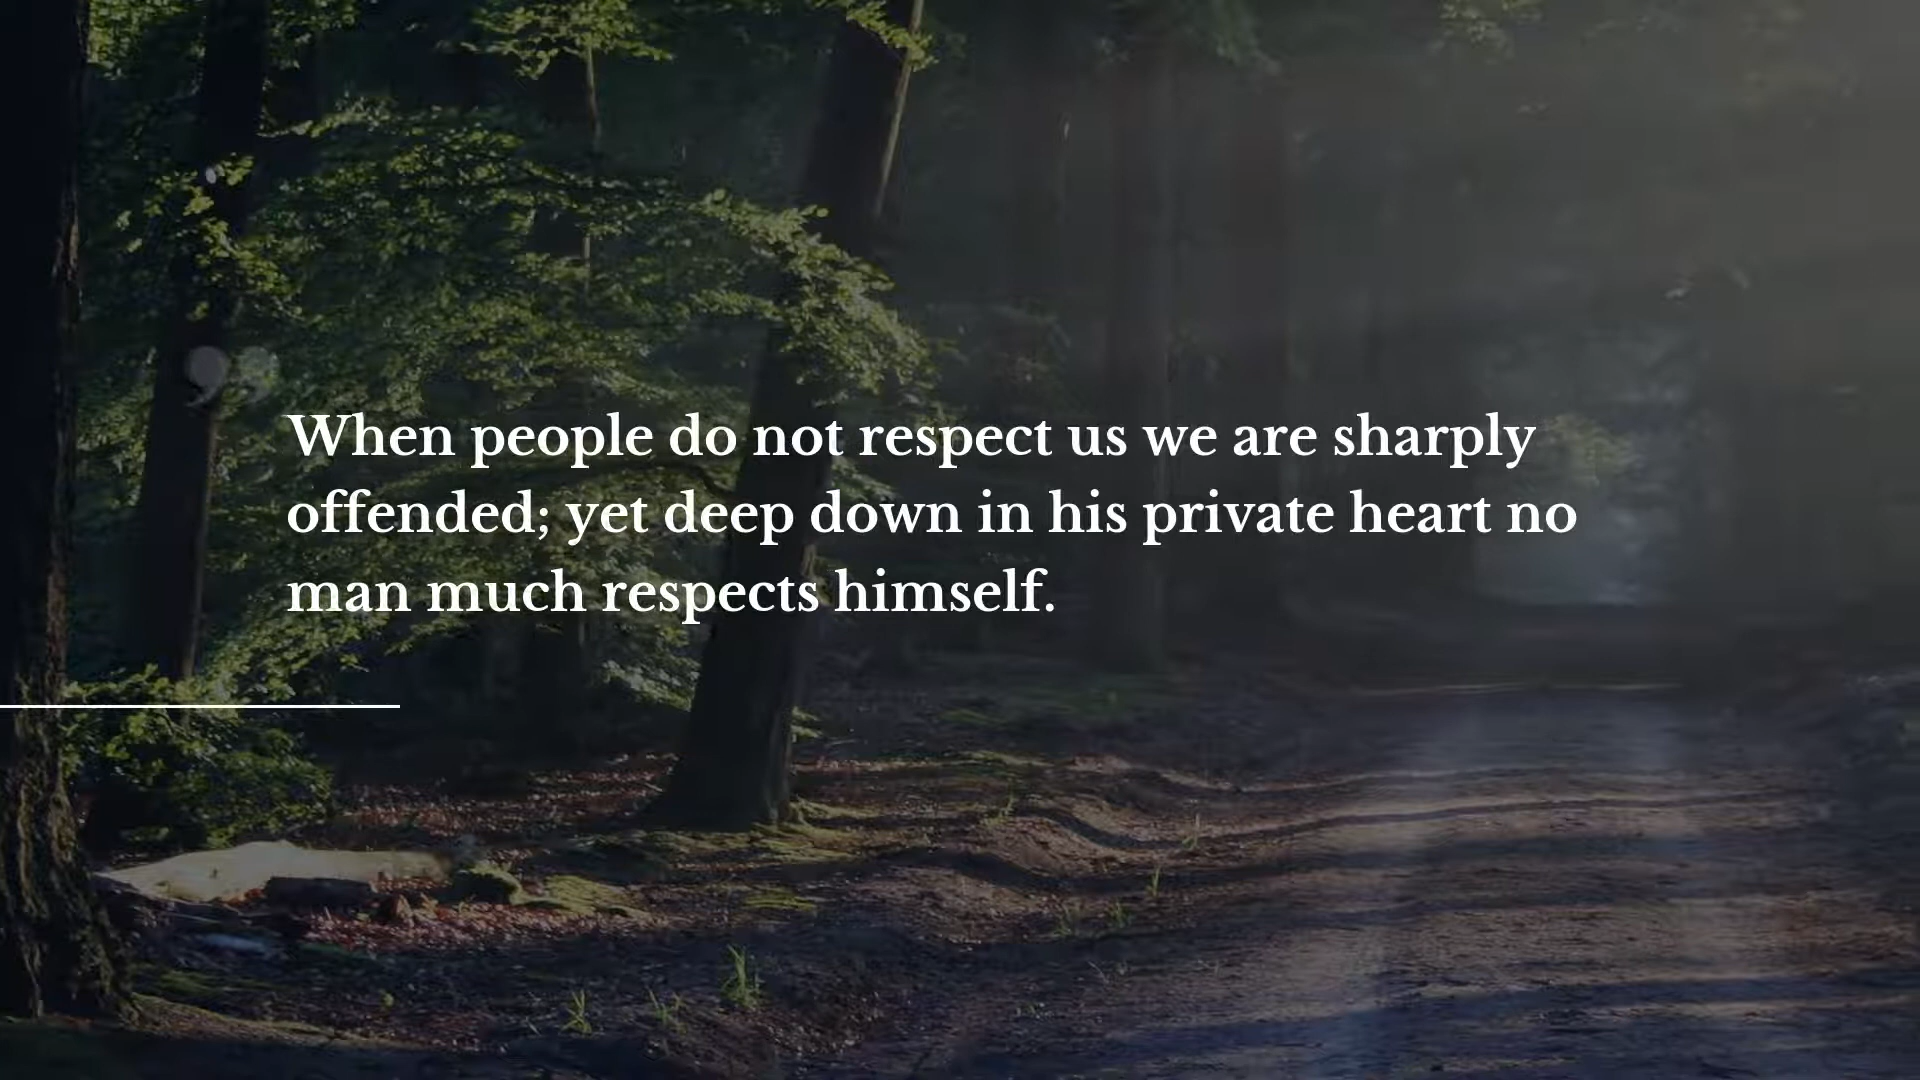 When people do not respect us we are sharply
offended; yet deep down in his private heart no
man much respects himself.